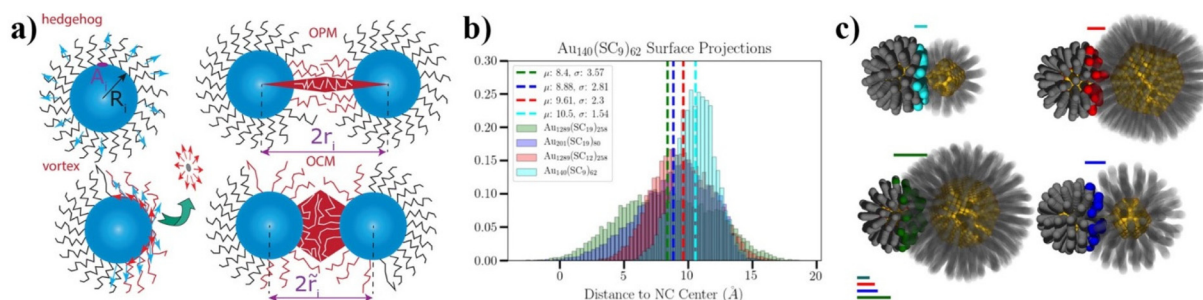 a)
hedgehog
A
R
i
OPM
2rᵢ
vortex
OCM
2r̃ᵢ
b)
Au₁₄₀(SC₉)₆₂ Surface Projections
0.30
0.25
0.20
0.15
0.10
0.05
0.00
μ: 8.4, σ: 3.57
μ: 8.88, σ: 2.81
μ: 9.61, σ: 2.3
μ: 10.5, σ: 1.54
Au₁₂₈₉(SC₁₉)₂₅₈
Au₂₀₁(SC₁₉)₈₀
Au₁₂₈₉(SC₁₂)₂₅₈
Au₁₄₀(SC₉)₆₂
0
5
10
15
20
Distance to NC Center (Å)
c)